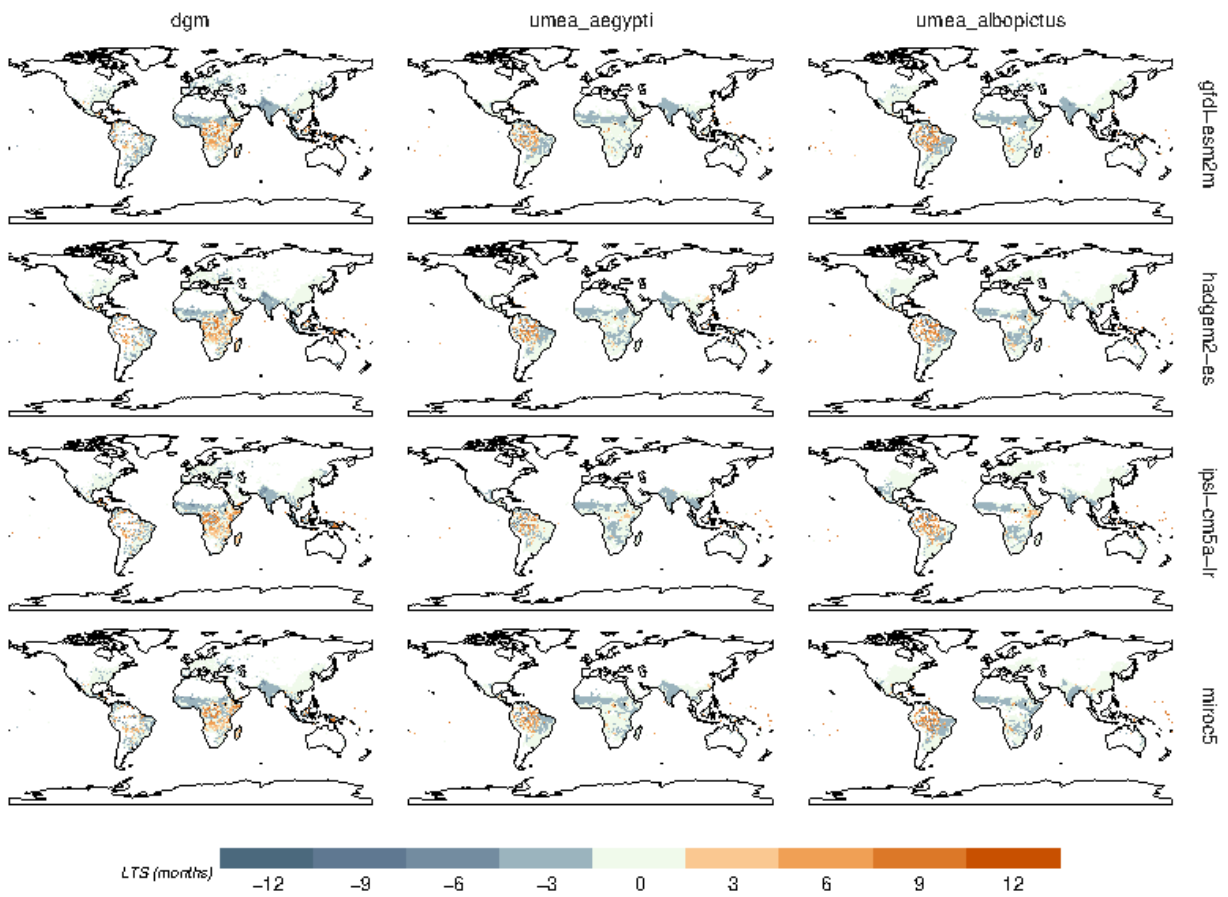 dgm umea_aegypti umea_albopictus
gfdl-esm2m
hadgem2-es
ipsl-cm5a-lr
miroc5
LTS (months)
-12 -9 -6 -3 0 3 6 9 12